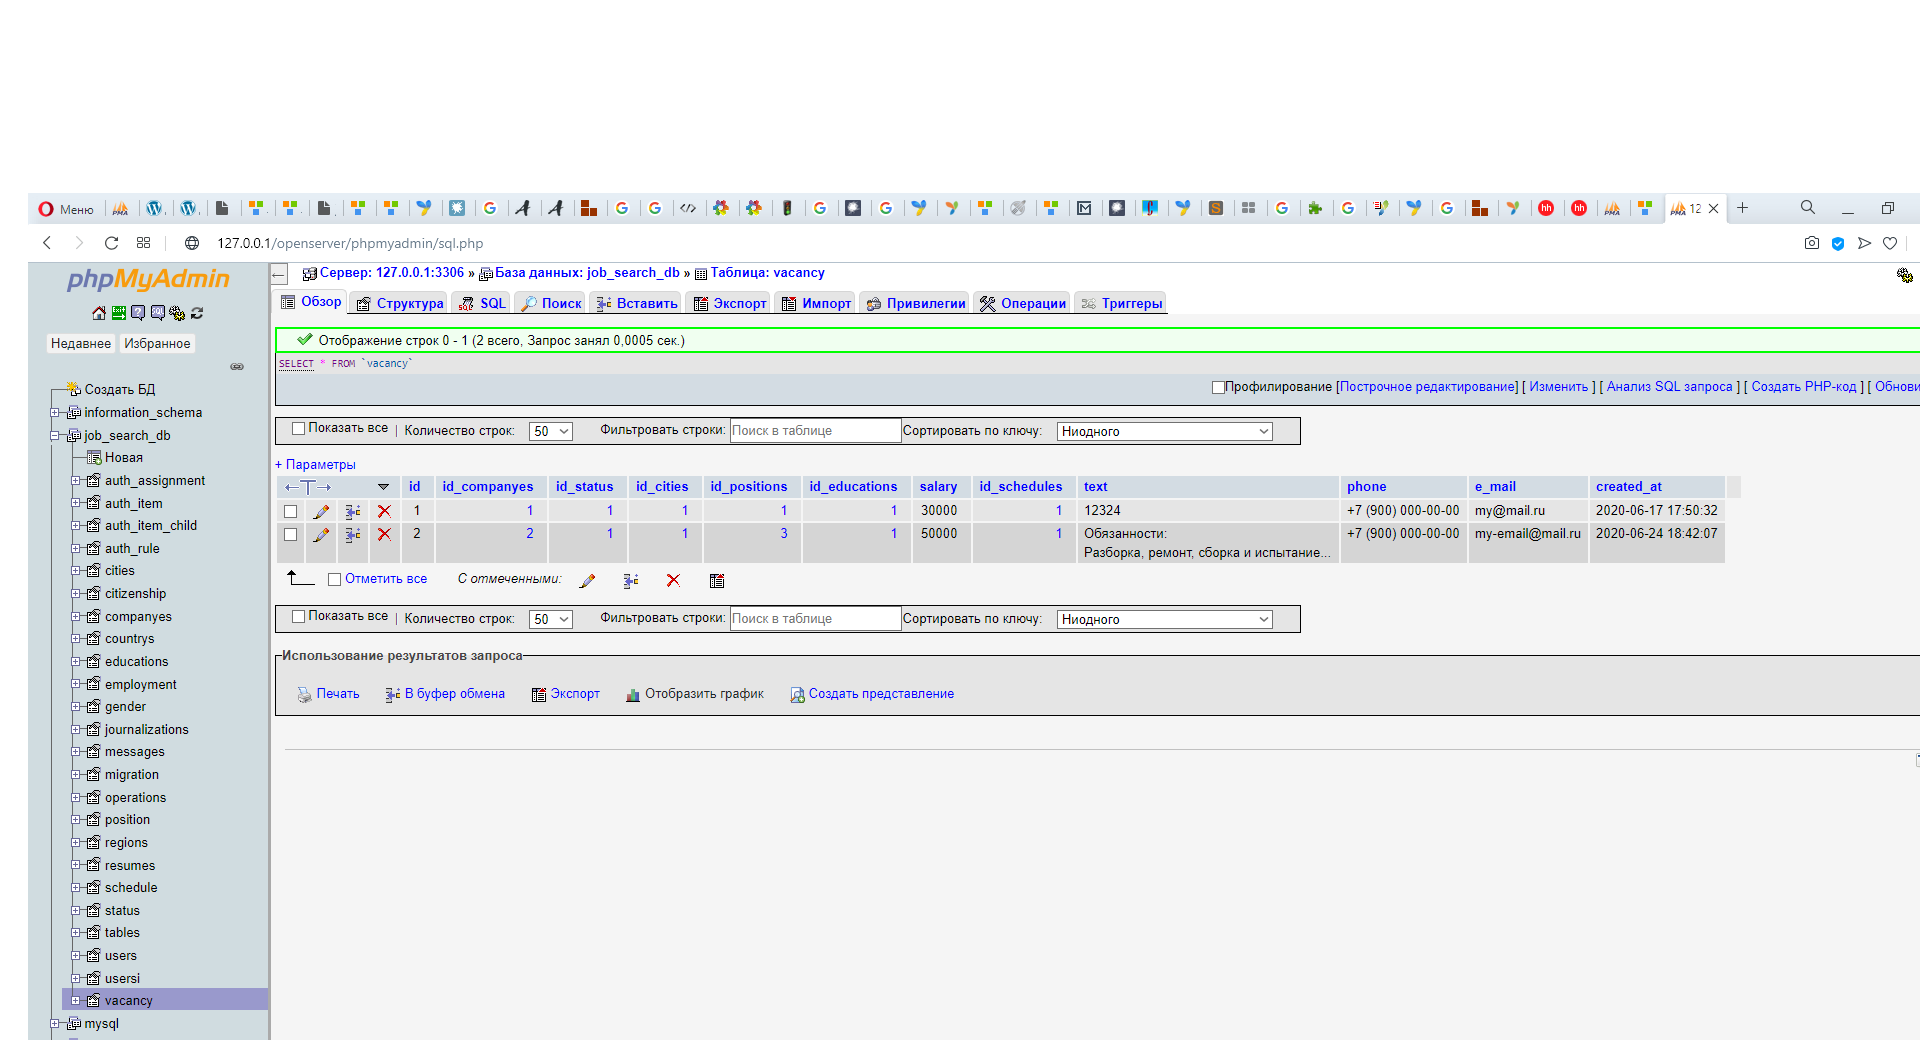 Меню
12
127.0.0.1/openserver/phpmyadmin/sql.php
phpMyAdmin
Недавнее Избранное
Создать БД
information_schema
job_search_db
Новая
auth_assignment
auth_item
auth_item_child
auth_rule
cities
citizenship
companyes
countrys
educations
employment
gender
journalizations
messages
migration
operations
position
regions
resumes
schedule
status
tables
users
usersi
vacancy
mysql
Сервер: 127.0.0.1:3306 » База данных: job_search_db » Таблица: vacancy
Обзор Структура SQL Поиск Вставить Экспорт Импорт Привилегии Операции Триггеры
Отображение строк 0 - 1 (2 всего, Запрос занял 0,0005 сек.)
SELECT * FROM `vacancy`
Профилирование [Построчное редактирование] [ Изменить ] [ Анализ SQL запроса ] [ Создать PHP-код ] [ Обнови
Показать все | Количество строк: 50 Фильтровать строки: Поиск в таблице Сортировать по ключу: Ниодного
+ Параметры
←T→ id id_companyes id_status id_cities id_positions id_educations salary id_schedules text phone e_mail created_at
1 1 1 1 1 1 30000 1 12324 +7 (900) 000-00-00 my@mail.ru 2020-06-17 17:50:32
2 2 1 1 3 1 50000 1 Обязанности: +7 (900) 000-00-00 my-email@mail.ru 2020-06-24 18:42:07
Разборка, ремонт, сборка и испытание...
Отметить все С отмеченными:
Показать все | Количество строк: 50 Фильтровать строки: Поиск в таблице Сортировать по ключу: Ниодного
Использование результатов запроса
Печать В буфер обмена Экспорт Отобразить график Создать представление